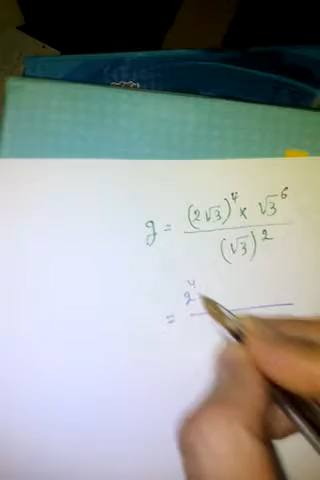 g = (2√3)⁴ × √3⁶ / (√3)²
= 2⁴